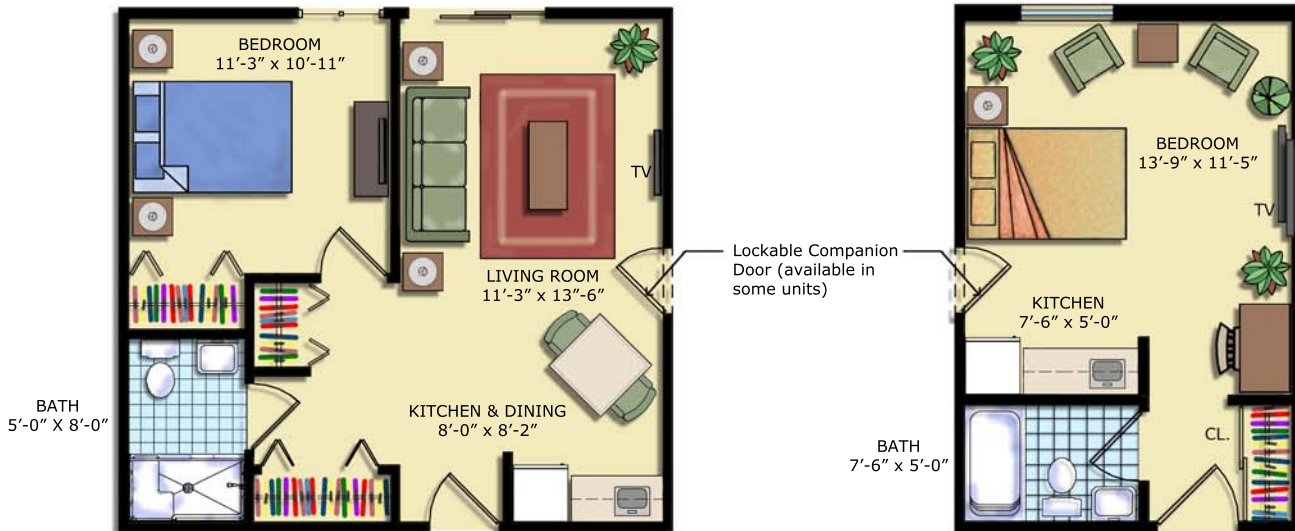 BEDROOM
11’-3” x 10’-11”
TV
LIVING ROOM
11’-3” x 13”-6”
KITCHEN & DINING
8’-0” x 8’-2”
BATH
5’-0” X 8’-0”
Lockable Companion
Door (available in
some units)
BEDROOM
13’-9” x 11’-5”
TV
KITCHEN
7’-6” x 5’-0”
CL.
BATH
7’-6” x 5’-0”